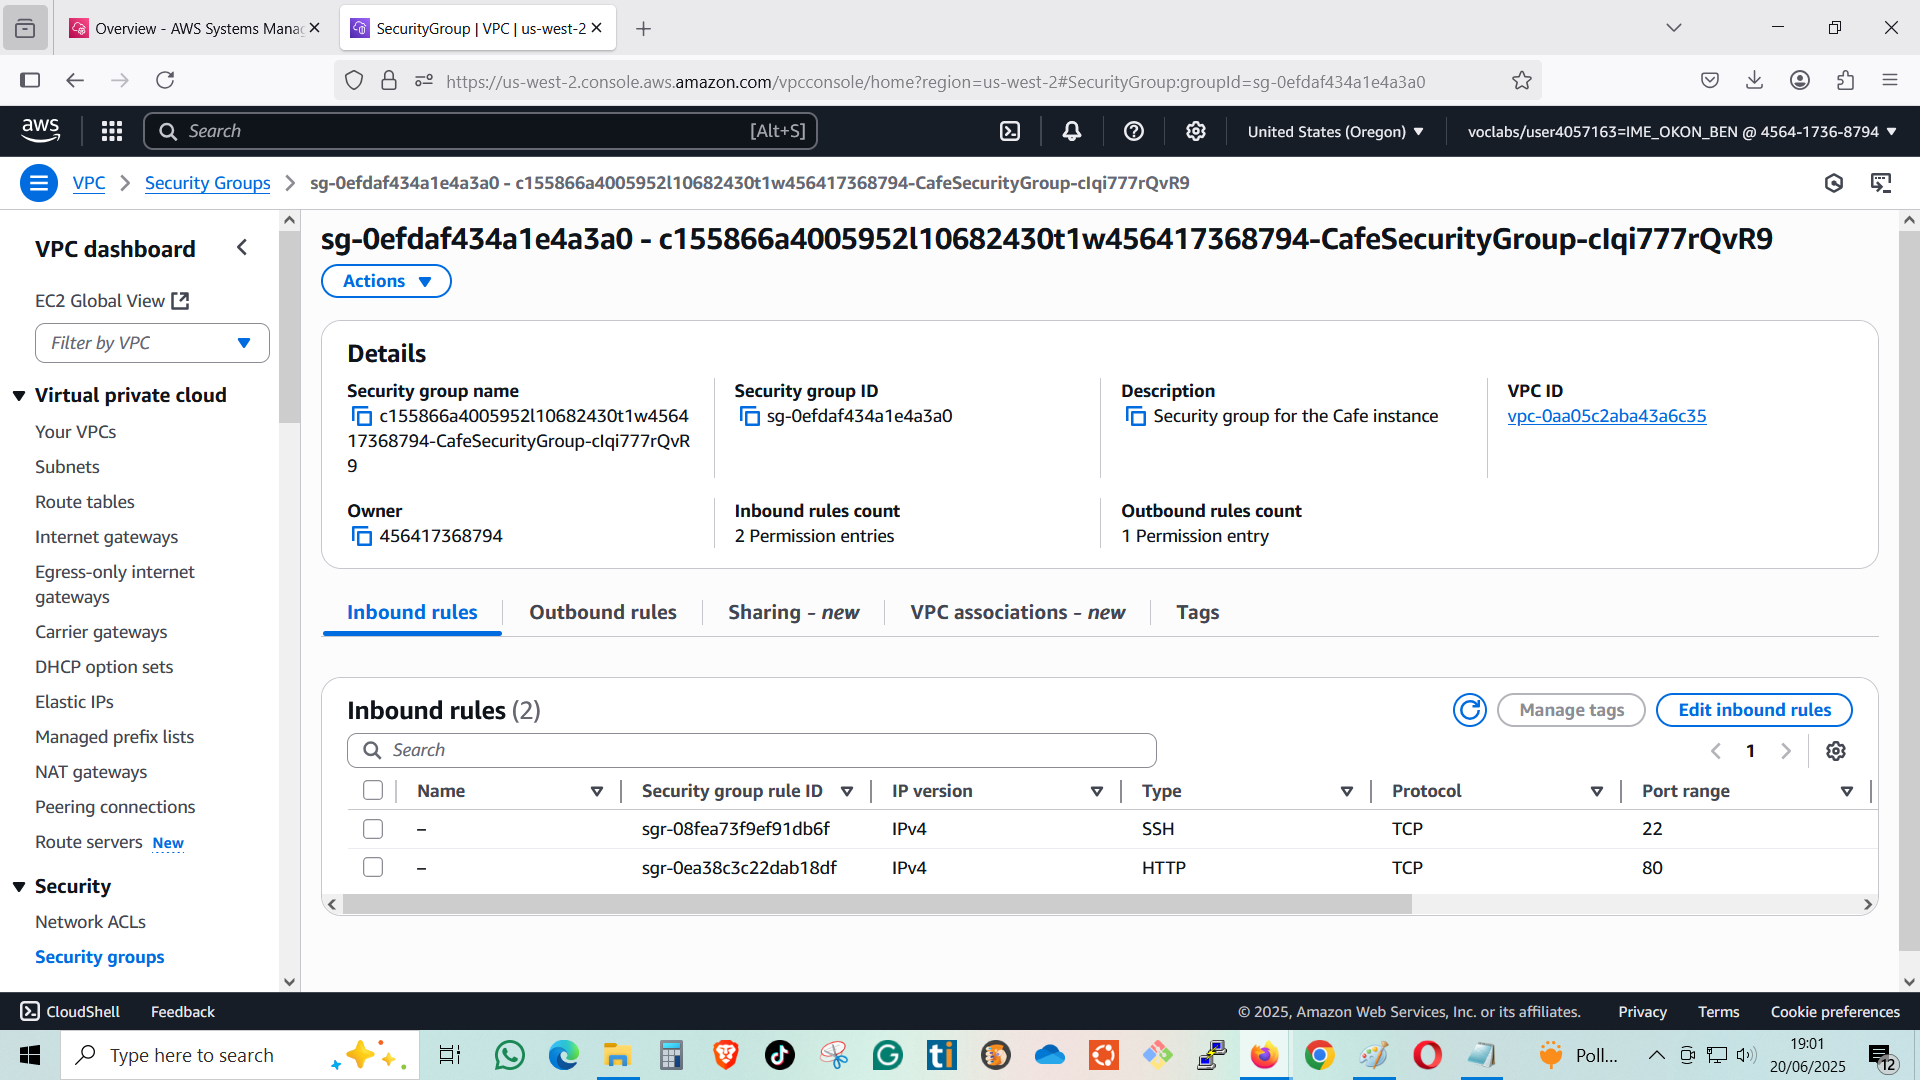 Overview - AWS Systems Manag
SecurityGroup | VPC | us-west-2
https://us-west-2.console.aws.amazon.com/vpcconsole/home?region=us-west-2#SecurityGroup:groupId=sg-0efdaf434a1e4a3a0
aws
Search
[Alt+S]
United States (Oregon)
voclabs/user4057163=IME_OKON_BEN @ 4564-1736-8794
VPC
Security Groups
sg-0efdaf434a1e4a3a0 - c155866a4005952l10682430t1w456417368794-CafeSecurityGroup-cIqi777rQvR9
VPC dashboard
EC2 Global View
Filter by VPC
Virtual private cloud
Your VPCs
Subnets
Route tables
Internet gateways
Egress-only internet
gateways
Carrier gateways
DHCP option sets
Elastic IPs
Managed prefix lists
NAT gateways
Peering connections
Route servers New
Security
Network ACLs
Security groups
sg-0efdaf434a1e4a3a0 - c155866a4005952l10682430t1w456417368794-CafeSecurityGroup-cIqi777rQvR9
Actions
Details
Security group name
c155866a4005952l10682430t1w4564
17368794-CafeSecurityGroup-cIqi777rQvR
9
Security group ID
sg-0efdaf434a1e4a3a0
Description
Security group for the Cafe instance
VPC ID
vpc-0aa05c2aba43a6c35
Owner
456417368794
Inbound rules count
2 Permission entries
Outbound rules count
1 Permission entry
Inbound rules
Outbound rules
Sharing - new
VPC associations - new
Tags
Inbound rules (2)
Manage tags
Edit inbound rules
Search
1
Name Security group rule ID IP version Type Protocol Port range
– sgr-08fea73f9ef91db6f IPv4 SSH TCP 22
– sgr-0ea38c3c22dab18df IPv4 HTTP TCP 80
CloudShell
Feedback
© 2025, Amazon Web Services, Inc. or its affiliates.
Privacy
Terms
Cookie preferences
Type here to search
ti
Poll...
19:01
20/06/2025
12